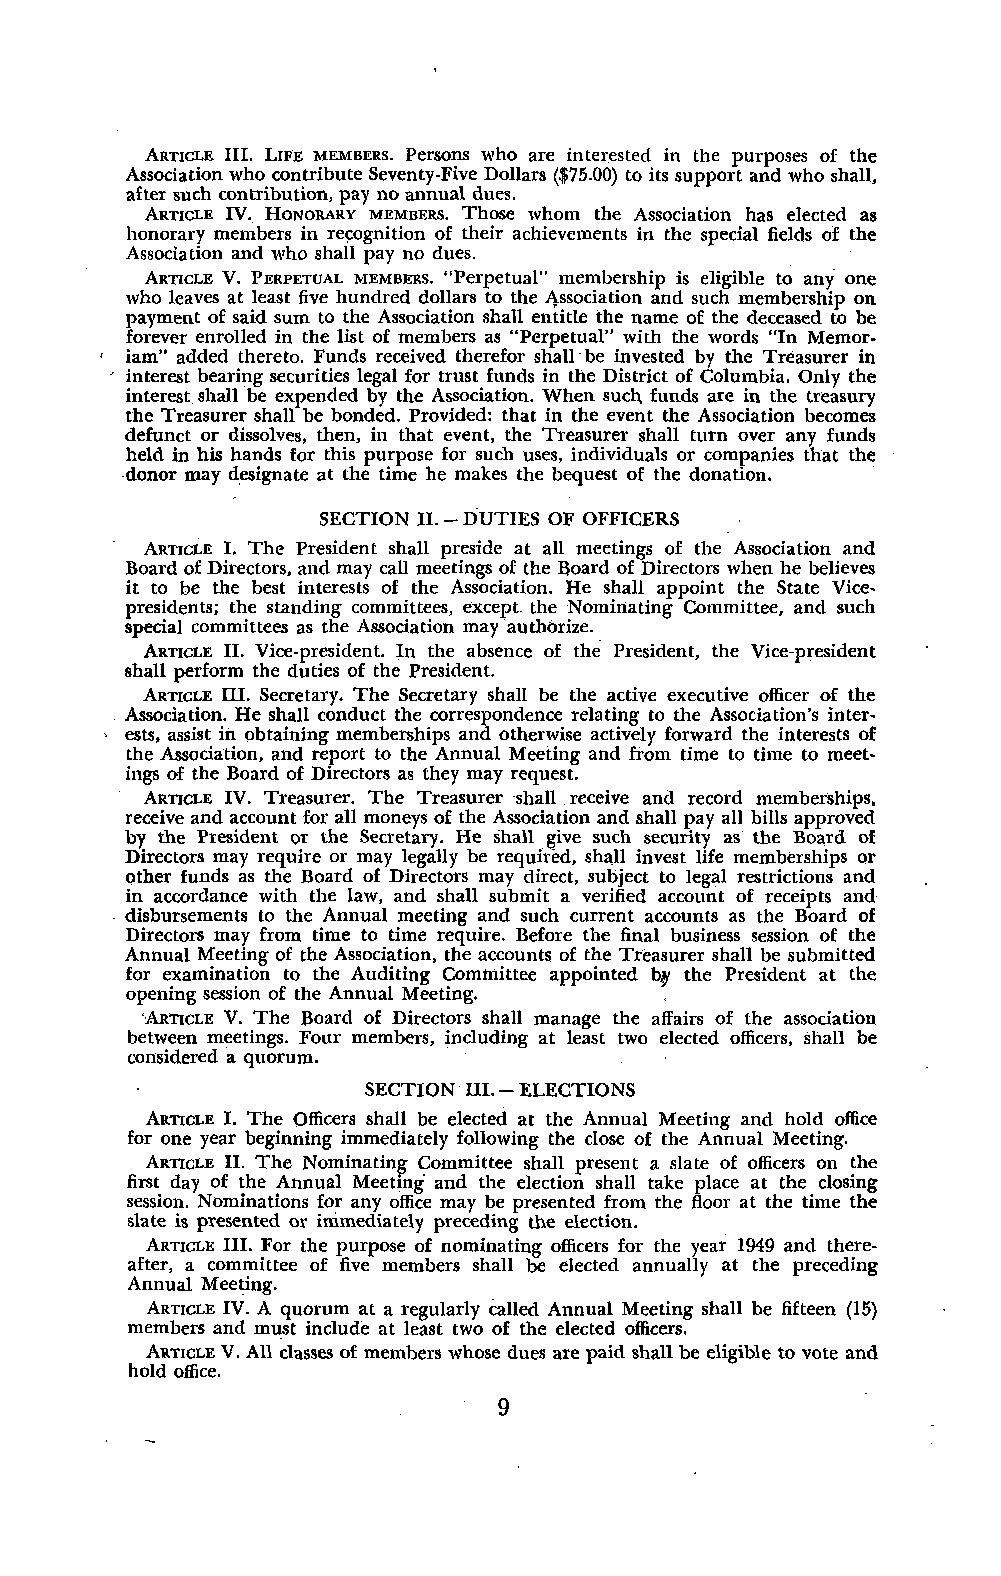 ARTICLE III. LIFE MEMBERS. Persons who are interested in the purposes of the
Association who contribute Seventy-Five Dollars ($75.00) to its support and who shall,
after such contribution, pay no annual dues.
ARTICLE IV. HONORARY MEMBERS. Those whom the Association has elected as
honorary members in recognition of their achievements in the special fields of the
Association and who shall pay no dues.
ARTICLE V. PERPETUAL MEMBERS. "Perpetual" membership is eligible to any one
who leaves at least five hundred dollars to the Association and such membership on
payment of said sum to the Association shall entitle the name of the deceased to be
forever enrolled in the list of members as "Perpetual" with the words "In Memor-
iam" added thereto. Funds received therefor shall be invested by the Treasurer in
interest bearing securities legal for trust funds in the District of Columbia. Only the
interest shall be expended by the Association. When such funds are in the treasury
the Treasurer shall be bonded. Provided: that in the event the Association becomes
defunct or dissolves, then, in that event, the Treasurer shall turn over any funds
held in his hands for this purpose for such uses, individuals or companies that the
donor may designate at the time he makes the bequest of the donation.
SECTION II. — DUTIES OF OFFICERS
ARTICLE I. The President shall preside at all meetings of the Association and
Board of Directors, and may call meetings of the Board of Directors when he believes
it to be the best interests of the Association. He shall appoint the State Vice-
presidents; the standing committees, except the Nominating Committee, and such
special committees as the Association may authorize.
ARTICLE II. Vice-president. In the absence of the President, the Vice-president
shall perform the duties of the President.
ARTICLE III. Secretary. The Secretary shall be the active executive officer of the
Association. He shall conduct the correspondence relating to the Association's inter-
ests, assist in obtaining memberships and otherwise actively forward the interests of
the Association, and report to the Annual Meeting and from time to time to meet-
ings of the Board of Directors as they may request.
ARTICLE IV. Treasurer. The Treasurer shall receive and record memberships,
receive and account for all moneys of the Association and shall pay all bills approved
by the President or the Secretary. He shall give such security as the Board of
Directors may require or may legally be required, shall invest life memberships or
other funds as the Board of Directors may direct, subject to legal restrictions and
in accordance with the law, and shall submit a verified account of receipts and
disbursements to the Annual meeting and such current accounts as the Board of
Directors may from time to time require. Before the final business session of the
Annual Meeting of the Association, the accounts of the Treasurer shall be submitted
for examination to the Auditing Committee appointed by the President at the
opening session of the Annual Meeting.
ARTICLE V. The Board of Directors shall manage the affairs of the association
between meetings. Four members, including at least two elected officers, shall be
considered a quorum.
SECTION III. — ELECTIONS
ARTICLE I. The Officers shall be elected at the Annual Meeting and hold office
for one year beginning immediately following the close of the Annual Meeting.
ARTICLE II. The Nominating Committee shall present a slate of officers on the
first day of the Annual Meeting and the election shall take place at the closing
session. Nominations for any office may be presented from the floor at the time the
slate is presented or immediately preceding the election.
ARTICLE III. For the purpose of nominating officers for the year 1949 and there-
after, a committee of five members shall be elected annually at the preceding
Annual Meeting.
ARTICLE IV. A quorum at a regularly called Annual Meeting shall be fifteen (15)
members and must include at least two of the elected officers.
ARTICLE V. All classes of members whose dues are paid shall be eligible to vote and
hold office.
9